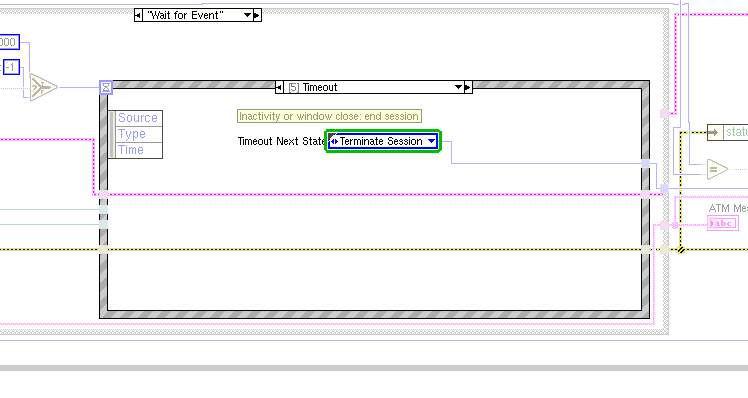 "Wait for Event"
000
-1
[5] Timeout
Source
Type
Time
Inactivity or window close: end session
Timeout Next State
Terminate Session
statu
=
ATM Me
abc